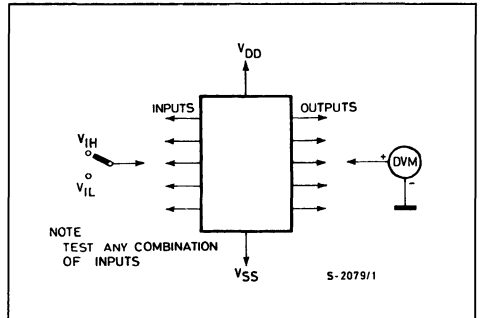 VDD
INPUTS
OUTPUTS
VIH
VIL
+
DVM
-
NOTE
TEST ANY COMBINATION
OF INPUTS
VSS
S-2079/1